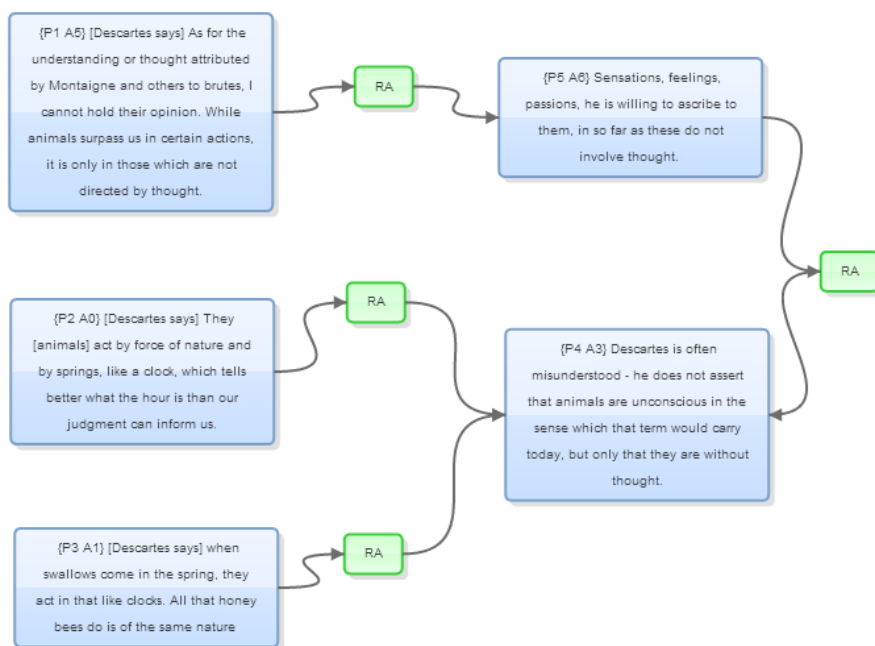 {P1 A5} [Descartes says] As for the
understanding or thought attributed
by Montaigne and others to brutes, I
cannot hold their opinion. While
animals surpass us in certain actions,
it is only in those which are not
directed by thought.
RA
{P5 A6} Sensations, feelings,
passions, he is willing to ascribe to
them, in so far as these do not
involve thought.
RA
{P2 A0} [Descartes says] They
[animals] act by force of nature and
by springs, like a clock, which tells
better what the hour is than our
judgment can inform us.
RA
{P4 A3} Descartes is often
misunderstood - he does not assert
that animals are unconscious in the
sense which that term would carry
today, but only that they are without
thought.
{P3 A1} [Descartes says] when
swallows come in the spring, they
act in that like clocks. All that honey
bees do is of the same nature
RA